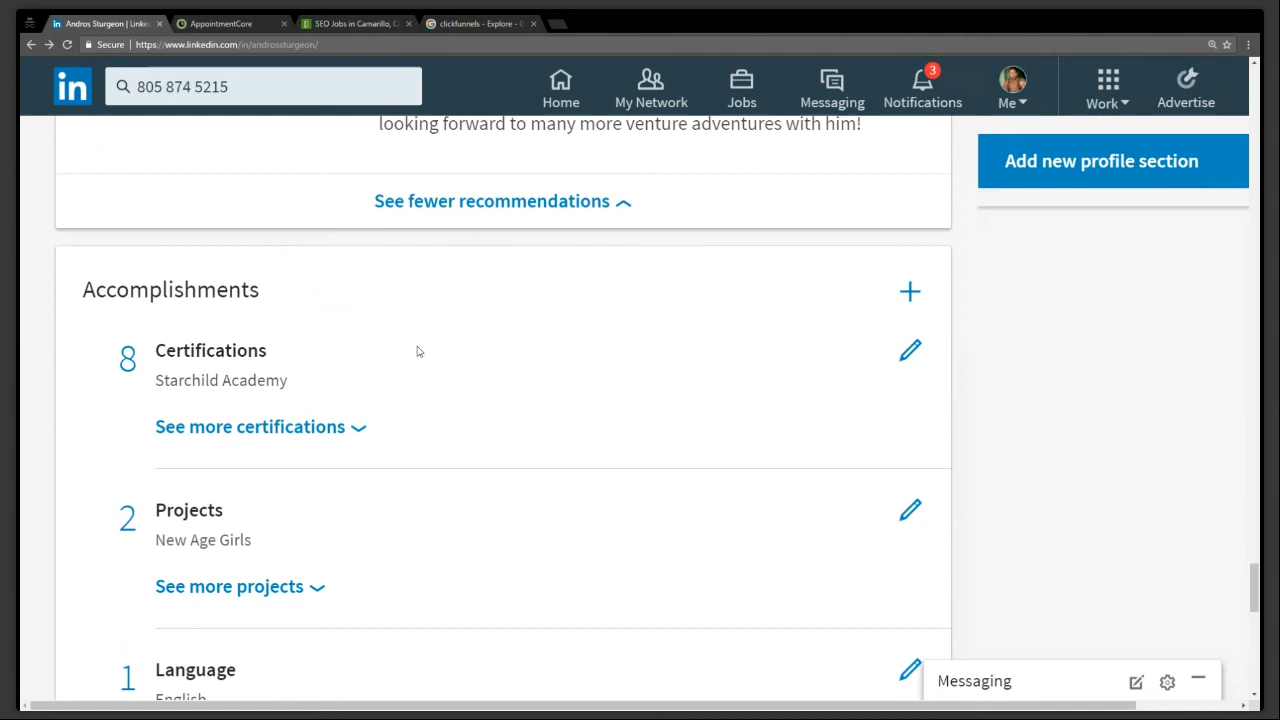 Andros Sturgeon | Linke
AppointmentCore
SEO Jobs in Camarillo, C
clickfunnels - Explore - G
Secure
https://www.linkedin.com/in/androssturgeon/
in
805 874 5215
Home
My Network
Jobs
Messaging
3
Notifications
Me
Work
Advertise
looking forward to many more venture adventures with him!
Add new profile section
See fewer recommendations
Accomplishments
8
Certifications
Starchild Academy
See more certifications
2
Projects
New Age Girls
See more projects
1
Language
English
Messaging